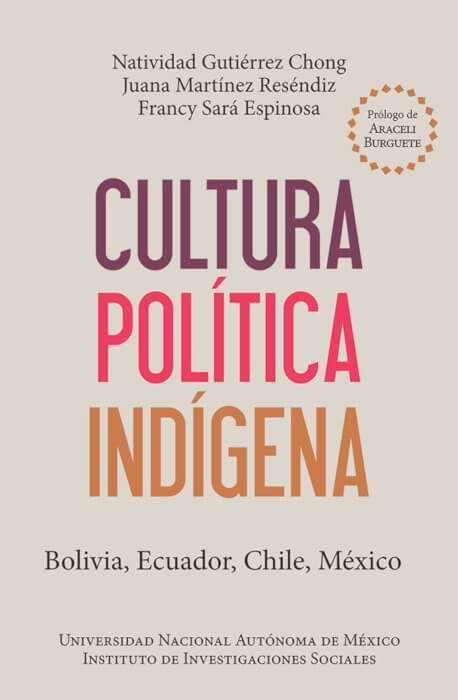 Natividad Gutiérrez Chong
Juana Martínez Reséndiz
Francy Sará Espinosa
Prólogo de
Araceli
Burguete
CULTURA
POLÍTICA
INDÍGENA
Bolivia, Ecuador, Chile, México
Universidad Nacional Autónoma de México
Instituto de Investigaciones Sociales